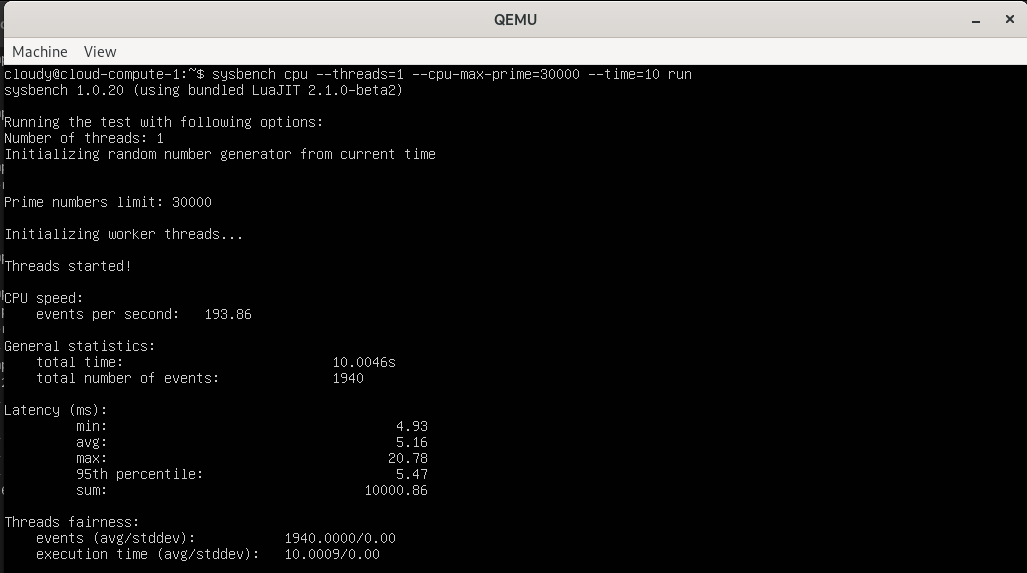 QEMU
Machine View
cloudy@cloud-compute-1:~$ sysbench cpu --threads=1 --cpu-max-prime=30000 --time=10 run
sysbench 1.0.20 (using bundled LuaJIT 2.1.0-beta2)
Running the test with following options:
Number of threads: 1
Initializing random number generator from current time
Prime numbers limit: 30000
Initializing worker threads...
Threads started!
CPU speed:
events per second: 193.86
General statistics:
total time: 10.0046s
total number of events: 1940
Latency (ms):
min: 4.93
avg: 5.16
max: 20.78
95th percentile: 5.47
sum: 10000.86
Threads fairness:
events (avg/stddev): 1940.0000/0.00
execution time (avg/stddev): 10.0009/0.00